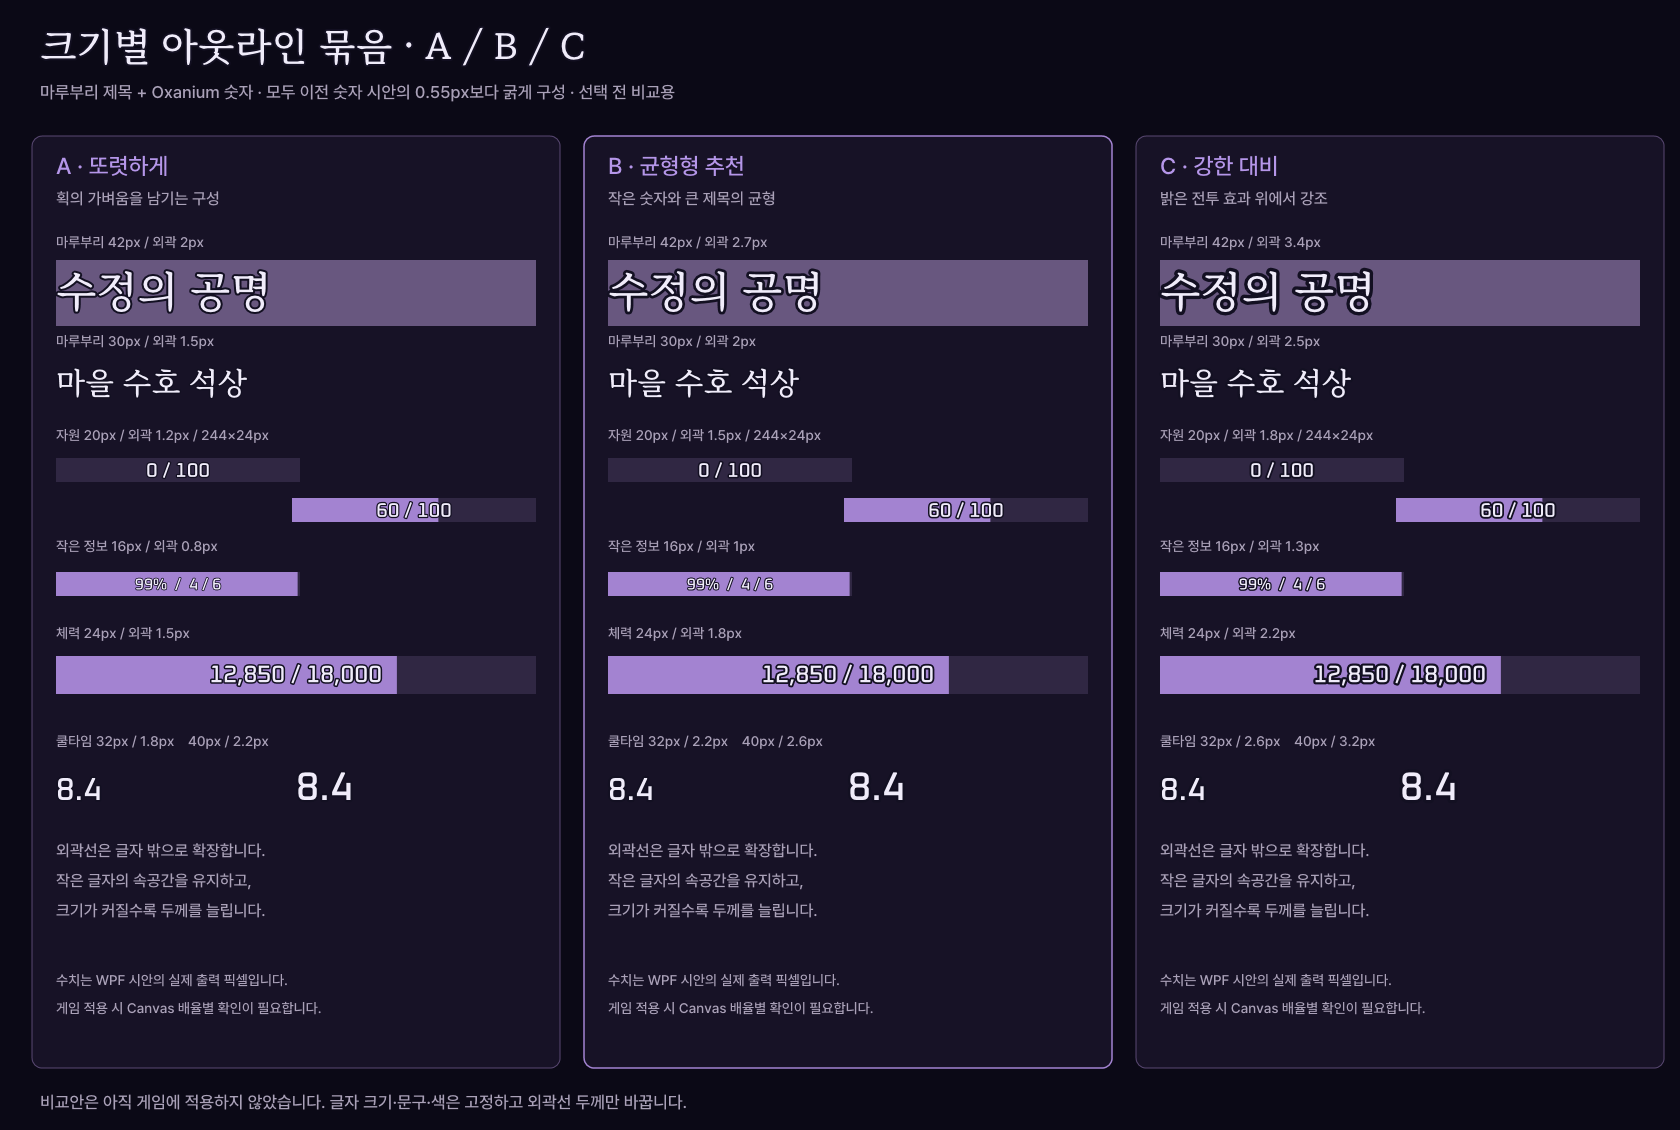 크기별 아웃라인 묶음 · A / B / C
마루부리 제목 + Oxanium 숫자 · 모두 이전 숫자 시안의 0.55px보다 굵게 구성 · 선택 전 비교용
A · 또렷하게
획의 가벼움을 남기는 구성
마루부리 42px / 외곽 2px
수정의 공명
마루부리 30px / 외곽 1.5px
마을 수호 석상
자원 20px / 외곽 1.2px / 244×24px
0 / 100
60 / 100
작은 정보 16px / 외곽 0.8px
99% / 4/6
체력 24px / 외곽 1.5px
12,850 / 18,000
쿨타임 32px / 1.8px 40px / 2.2px
8.4 8.4
외곽선은 글자 밖으로 확장합니다.
작은 글자의 속공간을 유지하고,
크기가 커질수록 두께를 늘립니다.
수치는 WPF 시안의 실제 출력 픽셀입니다.
게임 적용 시 Canvas 배율별 확인이 필요합니다.
B · 균형형 추천
작은 숫자와 큰 제목의 균형
마루부리 42px / 외곽 2.7px
수정의 공명
마루부리 30px / 외곽 2px
마을 수호 석상
자원 20px / 외곽 1.5px / 244×24px
0 / 100
60 / 100
작은 정보 16px / 외곽 1px
99% / 4/6
체력 24px / 외곽 1.8px
12,850 / 18,000
쿨타임 32px / 2.2px 40px / 2.6px
8.4 8.4
외곽선은 글자 밖으로 확장합니다.
작은 글자의 속공간을 유지하고,
크기가 커질수록 두께를 늘립니다.
수치는 WPF 시안의 실제 출력 픽셀입니다.
게임 적용 시 Canvas 배율별 확인이 필요합니다.
C · 강한 대비
밝은 전투 효과 위에서 강조
마루부리 42px / 외곽 3.4px
수정의 공명
마루부리 30px / 외곽 2.5px
마을 수호 석상
자원 20px / 외곽 1.8px / 244×24px
0 / 100
60 / 100
작은 정보 16px / 외곽 1.3px
99% / 4/6
체력 24px / 외곽 2.2px
12,850 / 18,000
쿨타임 32px / 2.6px 40px / 3.2px
8.4 8.4
외곽선은 글자 밖으로 확장합니다.
작은 글자의 속공간을 유지하고,
크기가 커질수록 두께를 늘립니다.
수치는 WPF 시안의 실제 출력 픽셀입니다.
게임 적용 시 Canvas 배율별 확인이 필요합니다.
비교안은 아직 게임에 적용하지 않았습니다. 글자 크기·문구·색은 고정하고 외곽선 두께만 바꿉니다.